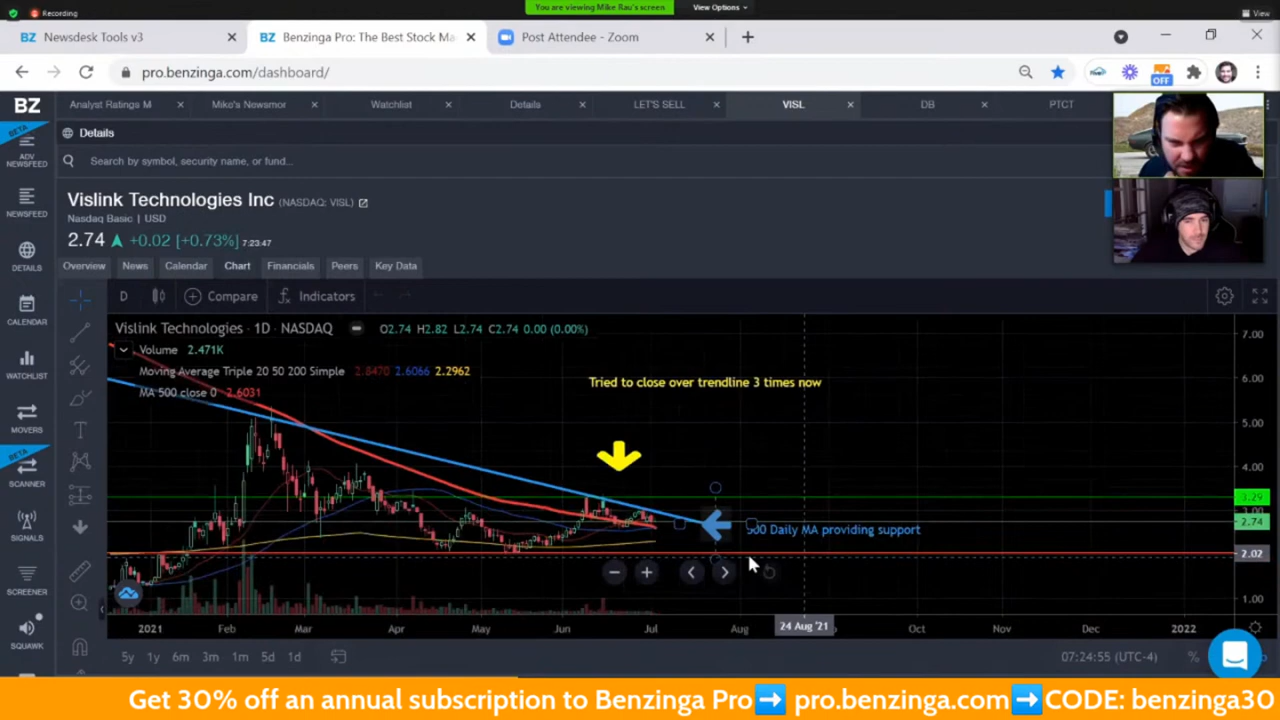 Recording
You are viewing Mike Rau's screen
View Options
View
BZ Newsdesk Tools v3
BZ Benzinga Pro: The Best Stock Ma
Post Attendee - Zoom
pro.benzinga.com/dashboard/
OFF
BZ
Analyst Ratings M
Mike's Newsmor
Watchlist
Details
LET'S SELL
VISL
DB
PTCT
BETA
ADV NEWSFEED
NEWSFEED
DETAILS
CALENDAR
WATCHLIST
MOVERS
BETA
SCANNER
SIGNALS
SCREENER
SQUAWK
Details
Search by symbol, security name, or fund...
Vislink Technologies Inc (NASDAQ: VISL)
Nasdaq Basic | USD
2.74 +0.02 [+0.73%] 7:23:47
Overview News Calendar Chart Financials Peers Key Data
D Compare Indicators
Vislink Technologies · 1D · NASDAQ O2.74 H2.82 L2.74 C2.74 0.00 (0.00%)
Volume 2.471K
Moving Average Triple 20 50 200 Simple 2.8470 2.6066 2.2962
MA 500 close 0 2.6031
Tried to close over trendline 3 times now
500 Daily MA providing support
7.00
6.00
5.00
4.00
3.29
3.00
2.74
2.02
1.00
2021 Feb Mar Apr May Jun Jul Aug 24 Aug '21 Oct Nov Dec 2022
5y 1y 6m 3m 1m 5d 1d
07:24:55 (UTC-4) %
Get 30% off an annual subscription to Benzinga Pro➡️ pro.benzinga.com➡️CODE: benzinga30